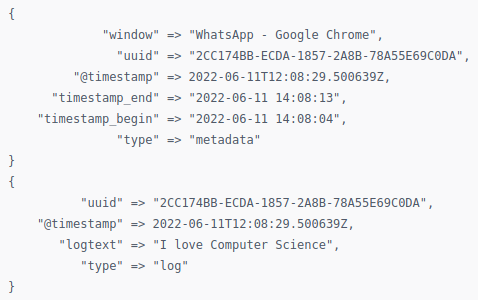 {
"window" => "WhatsApp - Google Chrome",
"uuid" => "2CC174BB-ECDA-1857-2A8B-78A55E69C0DA",
"@timestamp" => 2022-06-11T12:08:29.500639Z,
"timestamp_end" => "2022-06-11 14:08:13",
"timestamp_begin" => "2022-06-11 14:08:04",
"type" => "metadata"
}
{
"uuid" => "2CC174BB-ECDA-1857-2A8B-78A55E69C0DA",
"@timestamp" => 2022-06-11T12:08:29.500639Z,
"logtext" => "I love Computer Science",
"type" => "log"
}